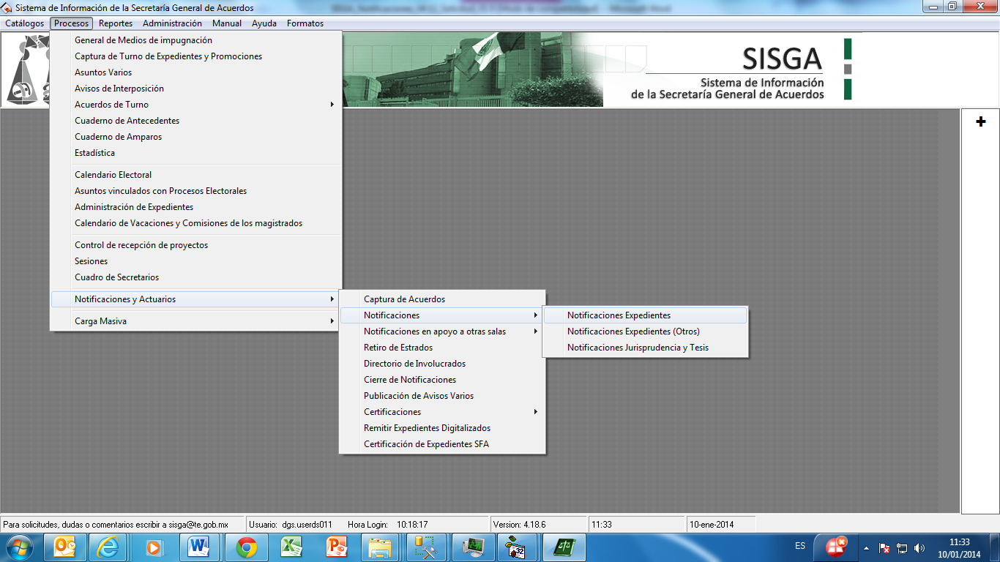 Sistema de Información de la Secretaría General de Acuerdos
Catálogos Procesos Reportes Administración Manual Ayuda Formatos
General de Medios de impugnación
Captura de Turno de Expedientes y Promociones
Asuntos Varios
Avisos de Interposición
Acuerdos de Turno
Cuaderno de Antecedentes
Cuaderno de Amparos
Estadística
Calendario Electoral
Asuntos vinculados con Procesos Electorales
Administración de Expedientes
Calendario de Vacaciones y Comisiones de los magistrados
Control de recepción de proyectos
Sesiones
Cuadro de Secretarios
Notificaciones y Actuarios
Carga Masiva
Captura de Acuerdos
Notificaciones
Notificaciones en apoyo a otras salas
Retiro de Estrados
Directorio de Involucrados
Cierre de Notificaciones
Publicación de Avisos Varios
Certificaciones
Remitir Expedientes Digitalizados
Certificación de Expedientes SFA
Notificaciones Expedientes
Notificaciones Expedientes (Otros)
Notificaciones Jurisprudencia y Tesis
SISGA
Sistema de Información
de la Secretaría General de Acuerdos
Para solicitudes, dudas o comentarios escribir a sisga@te.gob.mx Usuario: dgs.userds011 Hora Login: 10:18:17 Version: 4.18.6 11:33 10-ene-2014
ES
11:33
10/01/2014